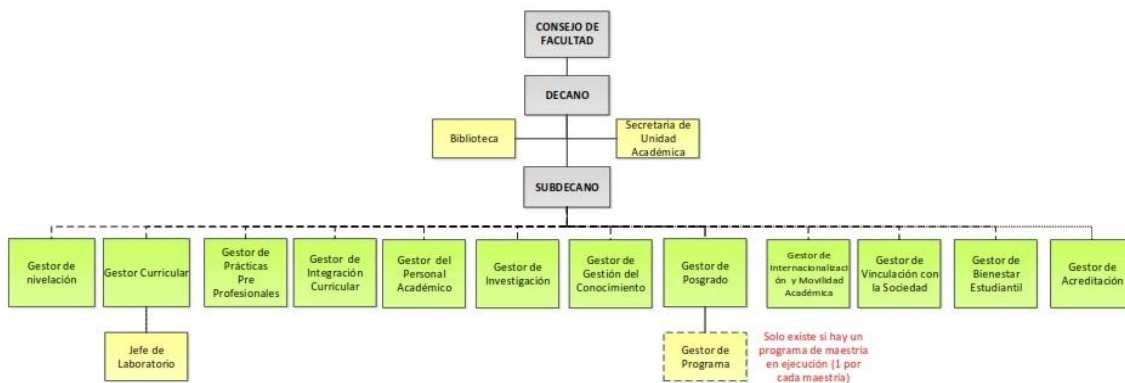 CONSEJO DE
FACULTAD
DECANO
Biblioteca
Secretaria de
Unidad
Académica
SUBDECANO
Gestor de
nivelación
Gestor Curricular
Gestor de
Prácticas
Pre
Profesionales
Gestor de
Integración
Curricular
Gestor del
Personal
Académico
Gestor de
Investigación
Gestor de
Gestión del
Conocimiento
Gestor de
Posgrado
Gestor de
Internacionalizaci
ón y Movilidad
Académica
Gestor de
Vinculación con
la Sociedad
Gestor de
Bienestar
Estudiantil
Gestor de
Acreditación
Jefe de
Laboratorio
Gestor de
Programa
Solo existe si hay un
programa de maestría
en ejecución (1 por
cada maestría)